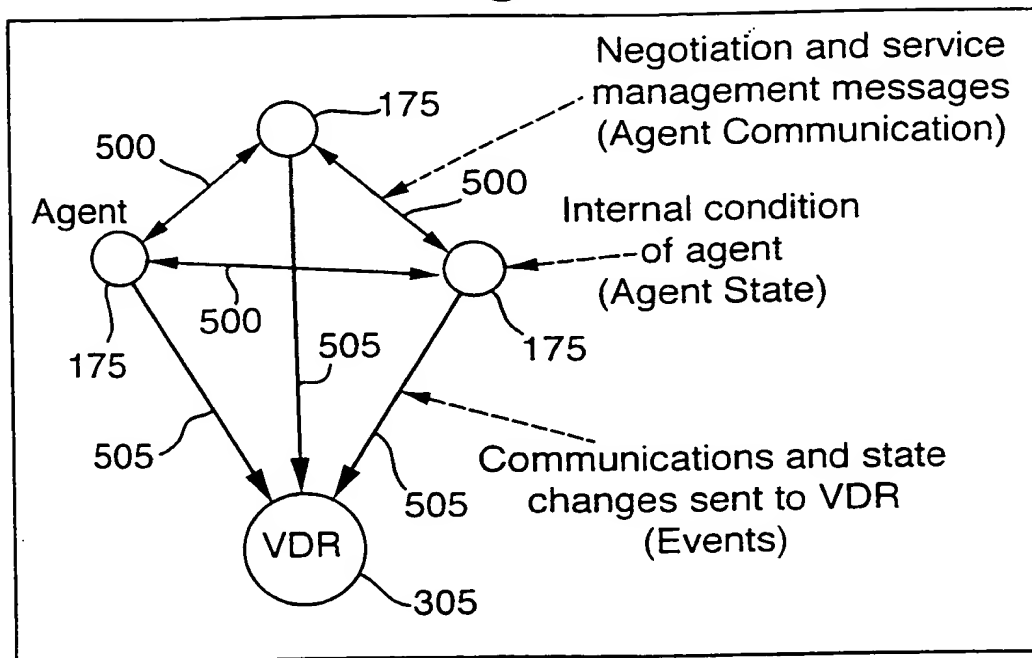 Negotiation and service
management messages
(Agent Communication)
175
500
500
Agent
Internal condition
of agent
(Agent State)
500
175
175
505
505
505
Communications and state
changes sent to VDR
(Events)
VDR
305